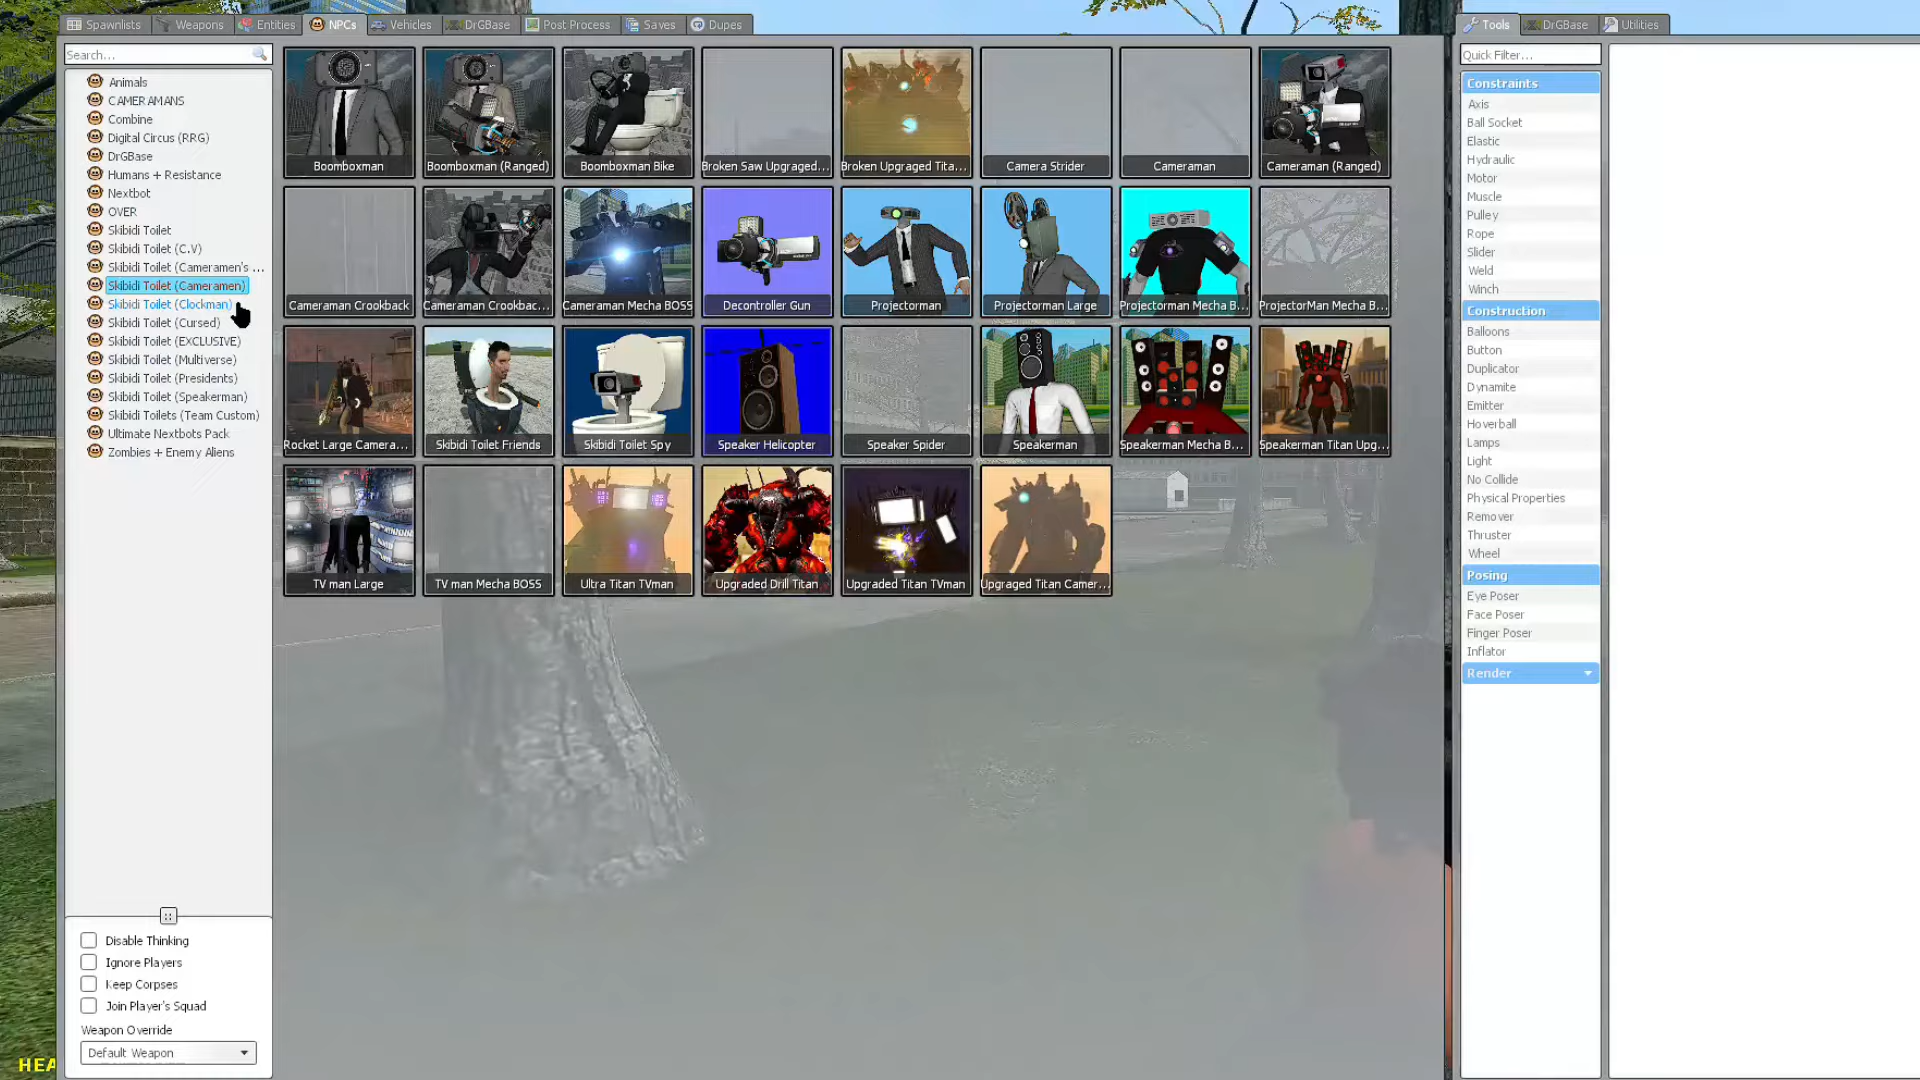 Spawnlists
Weapons
Entities
NPCs
Vehicles
DrGBase
Post Process
Saves
Dupes
Search...
Animals
CAMERAMANS
Combine
Digital Circus (RRG)
DrGBase
Humans + Resistance
Nextbot
OVER
Skibidi Toilet
Skibidi Toilet (C.V)
Skibidi Toilet (Cameramen's ...
Skibidi Toilet (Cameramen)
Skibidi Toilet (Clockman)
Skibidi Toilet (Cursed)
Skibidi Toilet (EXCLUSIVE)
Skibidi Toilet (Multiverse)
Skibidi Toilet (Presidents)
Skibidi Toilet (Speakerman)
Skibidi Toilets (Team Custom)
Ultimate Nextbots Pack
Zombies + Enemy Aliens
Disable Thinking
Ignore Players
Keep Corpses
Join Player's Squad
Weapon Override
Default Weapon
HEA
Boomboxman
Boomboxman (Ranged)
Boomboxman Bike
Broken Saw Upgraged...
Broken Upgraged Tita...
Camera Strider
Cameraman
Cameraman (Ranged)
Cameraman Crookback
Cameraman Crookbac...
Cameraman Mecha BOSS
Decontroller Gun
Projectorman
Projectorman Large
Projectorman Mecha B...
ProjectorMan Mecha B...
Rocket Large Camera...
Skibidi Toilet Friends
Skibidi Toilet Spy
Speaker Helicopter
Speaker Spider
Speakerman
Speakerman Mecha B...
Speakerman Titan Upg...
TV man Large
TV man Mecha BOSS
Ultra Titan TVman
Upgraded Drill Titan
Upgraded Titan TVman
Upgraged Titan Camer...
Tools
DrGBase
Utilities
Quick Filter...
Constraints
Axis
Ball Socket
Elastic
Hydraulic
Motor
Muscle
Pulley
Rope
Slider
Weld
Winch
Construction
Balloons
Button
Duplicator
Dynamite
Emitter
Hoverball
Lamps
Light
No Collide
Physical Properties
Remover
Thruster
Wheel
Posing
Eye Poser
Face Poser
Finger Poser
Inflator
Render